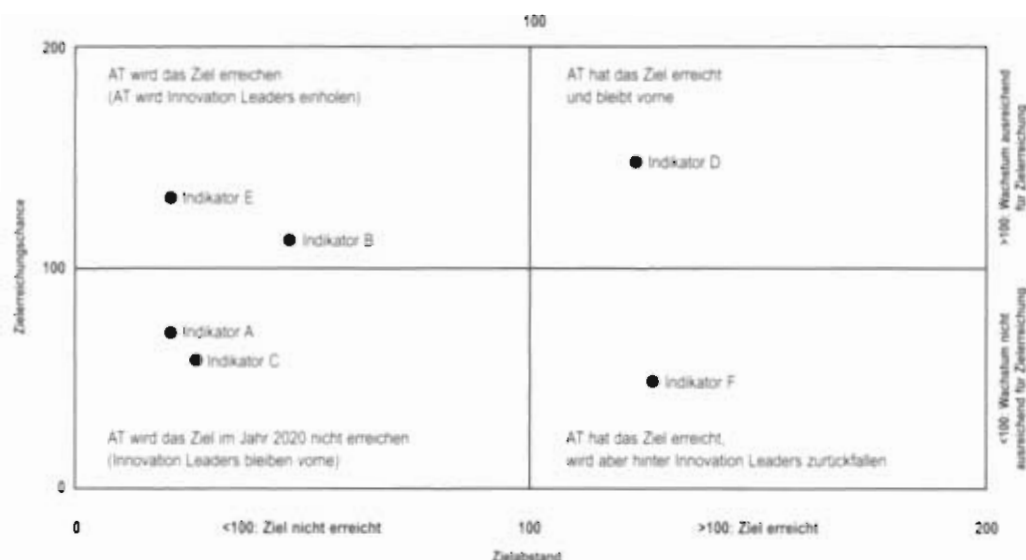 100
200
AT wird das Ziel erreichen
(AT wird Innovation Leaders einholen)
AT hat das Ziel erreicht
und bleibt vorne
Indikator D
Indikator E
Indikator B
100
Indikator A
Indikator C
Indikator F
AT wird das Ziel im Jahr 2020 nicht erreichen
(Innovation Leaders bleiben vorne)
AT hat das Ziel erreicht,
wird aber hinter Innovation Leaders zurückfallen
0
0
<100: Ziel nicht erreicht
100
>100: Ziel erreicht
200
Zielabstand
Zielerreichungschance
>100: Wachstum ausreichend
für Zielerreichung
<100: Wachstum nicht
ausreichend für Zielerreichung